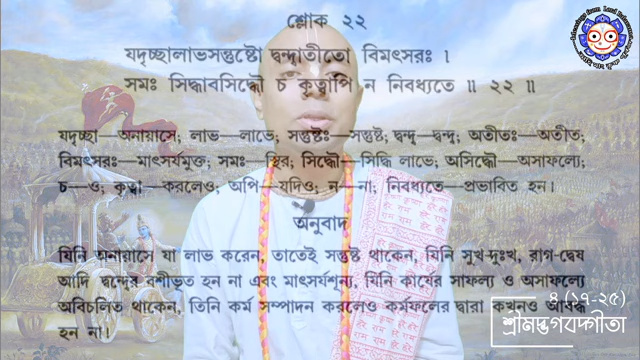 শ্লোক ২২
যদৃচ্ছালাভসন্তুষ্টো দ্বন্দ্বাতীতো বিমৎসরঃ ।
সমঃ সিদ্ধাবসিদ্ধৌ চ কৃত্বাপি ন নিবধ্যতে ॥ ২২ ॥
যদৃচ্ছা—অনায়াসে; লাভ—লাভে; সন্তুষ্টঃ—সন্তুষ্ট; দ্বন্দ্ব—দ্বন্দ্ব; অতীতঃ—অতীত;
বিমৎসরঃ—মাৎসর্যমুক্ত; সমঃ—স্থির; সিদ্ধৌ—সিদ্ধি লাভে; অসিদ্ধৌ—অসাফল্যে;
চ—ও; কৃত্বা—করলেও; অপি—যদিও; ন—না; নিবধ্যতে—প্রভাবিত হন।
অনুবাদ
যিনি অনায়াসে যা লাভ করেন, তাতেই সন্তুষ্ট থাকেন, যিনি সুখ-দুঃখ, রাগ-দ্বেষ
আদি দ্বন্দ্বের বশীভূত হন না এবং মাৎসর্যশূন্য, যিনি কার্যের সাফল্য ও অসাফল্যে
অবিচলিত থাকেন, তিনি কর্ম সম্পাদন করলেও কর্মফলের দ্বারা কখনও আবদ্ধ
হন না।
৪ (১৭-২৫)
শ্রীমদ্ভগবদ্গীতা